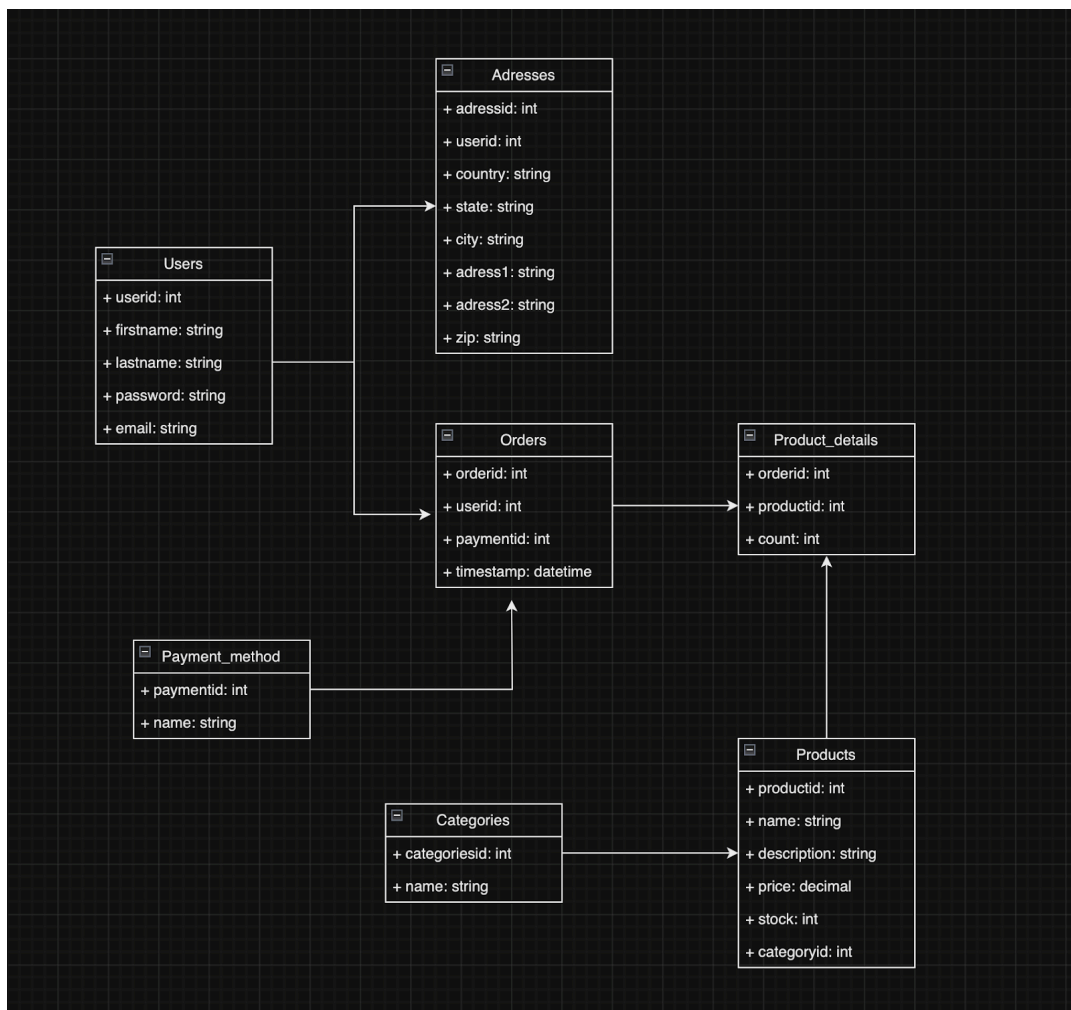 Adresses
+ adressid: int
+ userid: int
+ country: string
+ state: string
+ city: string
+ adress1: string
+ adress2: string
+ zip: string
Users
+ userid: int
+ firstname: string
+ lastname: string
+ password: string
+ email: string
Orders
+ orderid: int
+ userid: int
+ paymentid: int
+ timestamp: datetime
Product_details
+ orderid: int
+ productid: int
+ count: int
Payment_method
+ paymentid: int
+ name: string
Categories
+ categoriesid: int
+ name: string
Products
+ productid: int
+ name: string
+ description: string
+ price: decimal
+ stock: int
+ categoryid: int